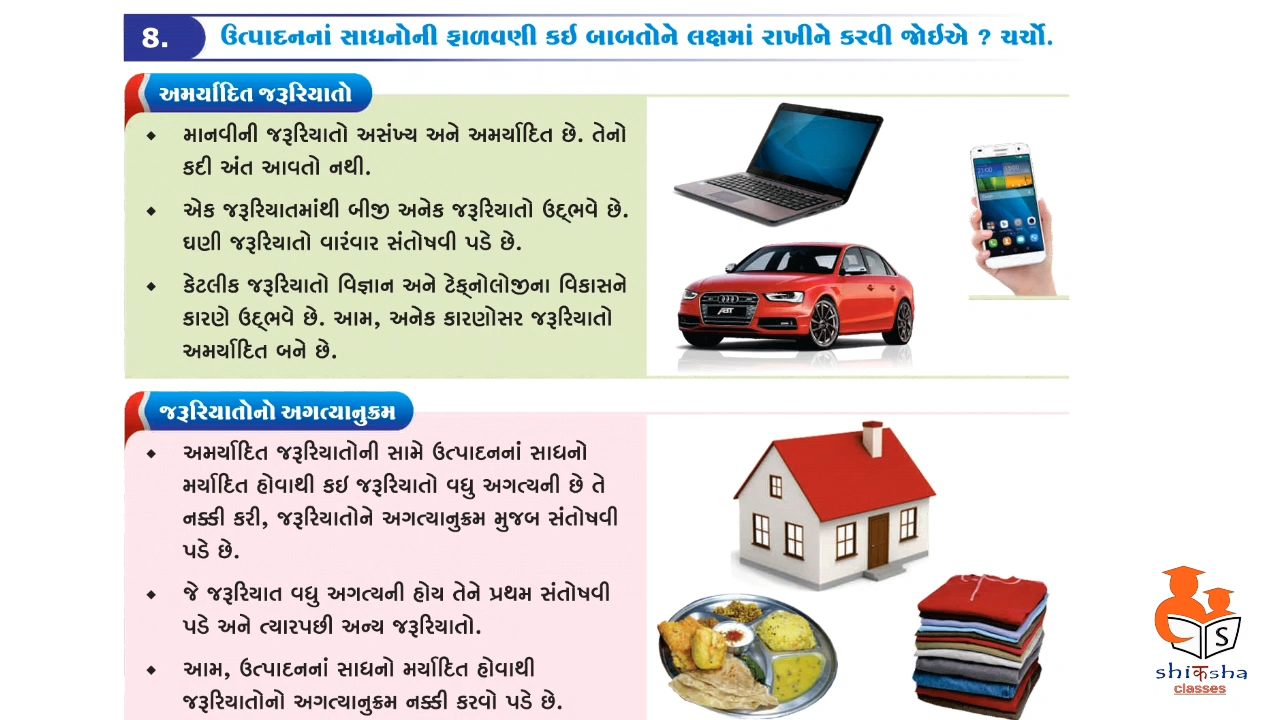 8. ઉત્પાદનનાં સાધનોની ફાળવણી કઈ બાબતોને લક્ષમાં રાખીને કરવી જોઈએ ? ચર્ચો.
અમર્યાદિત જરૂરિયાતો
માનવીની જરૂરિયાતો અસંખ્ય અને અમર્યાદિત છે. તેનો
કદી અંત આવતો નથી.
એક જરૂરિયાતમાંથી બીજી અનેક જરૂરિયાતો ઉદ્ભવે છે.
ઘણી જરૂરિયાતો વારંવાર સંતોષવી પડે છે.
કેટલીક જરૂરિયાતો વિજ્ઞાન અને ટેક્નોલોજીના વિકાસને
કારણે ઉદ્ભવે છે. આમ, અનેક કારણોસર જરૂરિયાતો
અમર્યાદિત બને છે.
ABT
જરૂરિયાતોનો અગત્યાનુક્રમ
અમર્યાદિત જરૂરિયાતોની સામે ઉત્પાદનનાં સાધનો
મર્યાદિત હોવાથી કઇ જરૂરિયાતો વધુ અગત્યની છે તે
નક્કી કરી, જરૂરિયાતોને અગત્યાનુક્રમ મુજબ સંતોષવી
પડે છે.
જે જરૂરિયાત વધુ અગત્યની હોય તેને પ્રથમ સંતોષવી
પડે અને ત્યારપછી અન્ય જરૂરિયાતો.
આમ, ઉત્પાદનનાં સાધનો મર્યાદિત હોવાથી
જરૂરિયાતોનો અગત્યાનુક્રમ નક્કી કરવો પડે છે.
S
shiकsha
classes